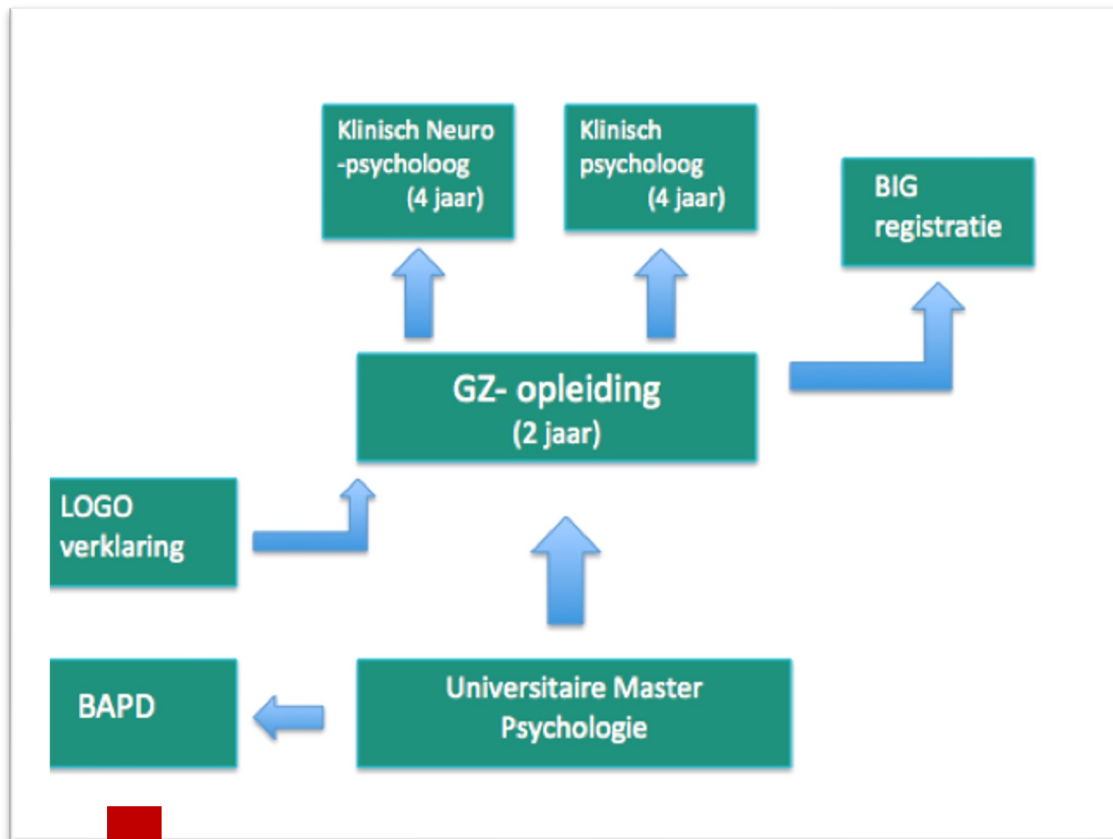 Klinisch Neuro
-psycholoog
(4 jaar)
Klinisch
psycholoog
(4 jaar)
BIG
registratie
GZ- opleiding
(2 jaar)
LOGO
verklaring
BAPD
Universitaire Master
Psychologie